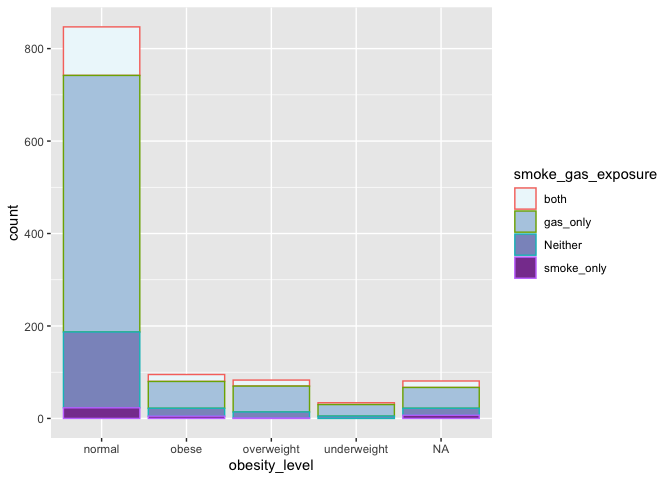 800
600
400
200
0
count
normal
obese
overweight
underweight
NA
obesity_level
smoke_gas_exposure
both
gas_only
Neither
smoke_only